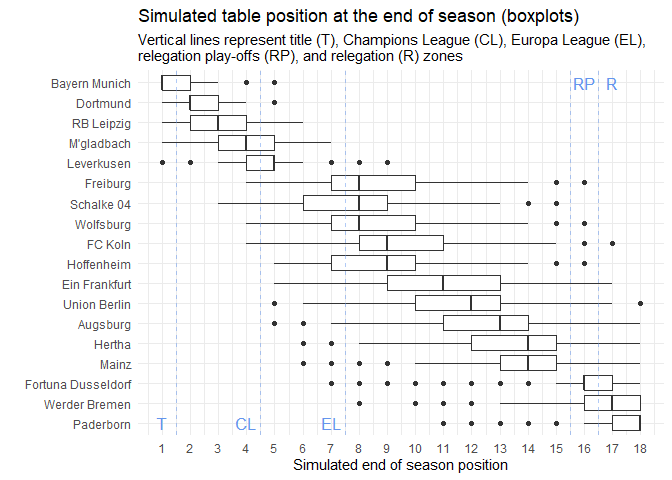 Simulated table position at the end of season (boxplots)
Vertical lines represent title (T), Champions League (CL), Europa League (EL),
relegation play-offs (RP), and relegation (R) zones
Bayern Munich
RP R
Dortmund
RB Leipzig
M'gladbach
Leverkusen
Freiburg
Schalke 04
Wolfsburg
FC Koln
Hoffenheim
Ein Frankfurt
Union Berlin
Augsburg
Hertha
Mainz
Fortuna Dusseldorf
Werder Bremen
Paderborn
T CL EL
1 2 3 4 5 6 7 8 9 10 11 12 13 14 15 16 17 18
Simulated end of season position